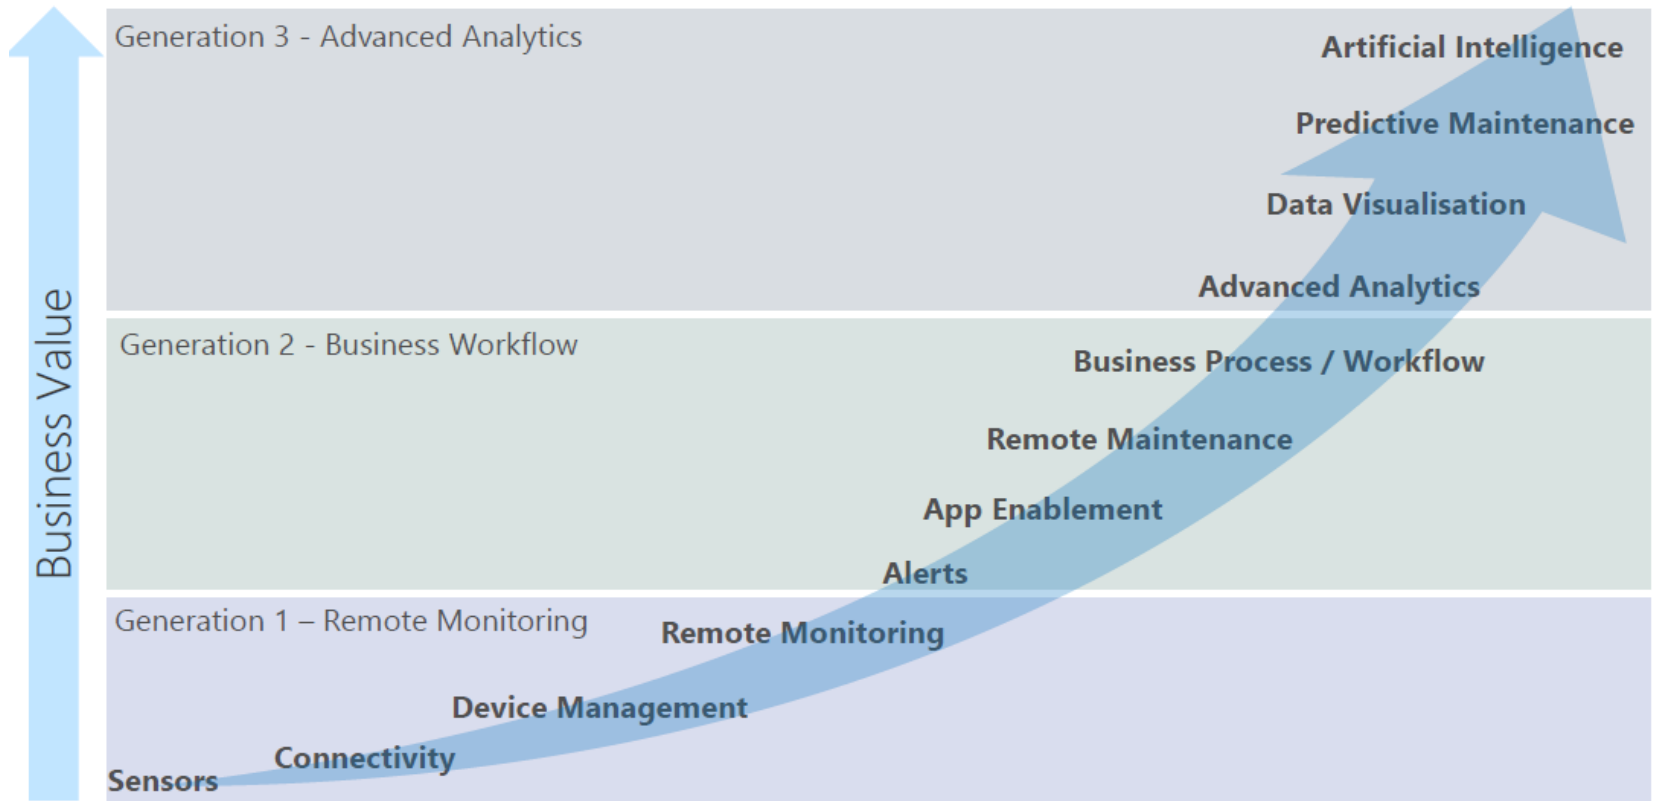 Generation 3 - Advanced Analytics
Artificial Intelligence
Predictive Maintenance
Data Visualisation
Advanced Analytics
Generation 2 - Business Workflow
Business Process / Workflow
Remote Maintenance
App Enablement
Alerts
Generation 1 – Remote Monitoring
Remote Monitoring
Device Management
Connectivity
Sensors
Business Value